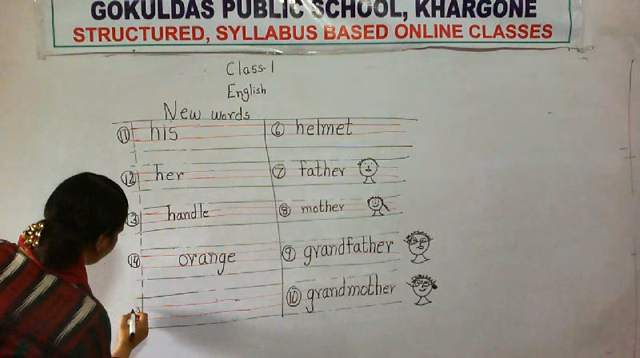 GOKULDAS PUBLIC SCHOOL, KHARGONE
STRUCTURED, SYLLABUS BASED ONLINE CLASSES
Class-1
English
New words
11 his
12 her
13 handle
14 orange
6 helmet
7 father
8 mother
9 grandfather
10 grandmother